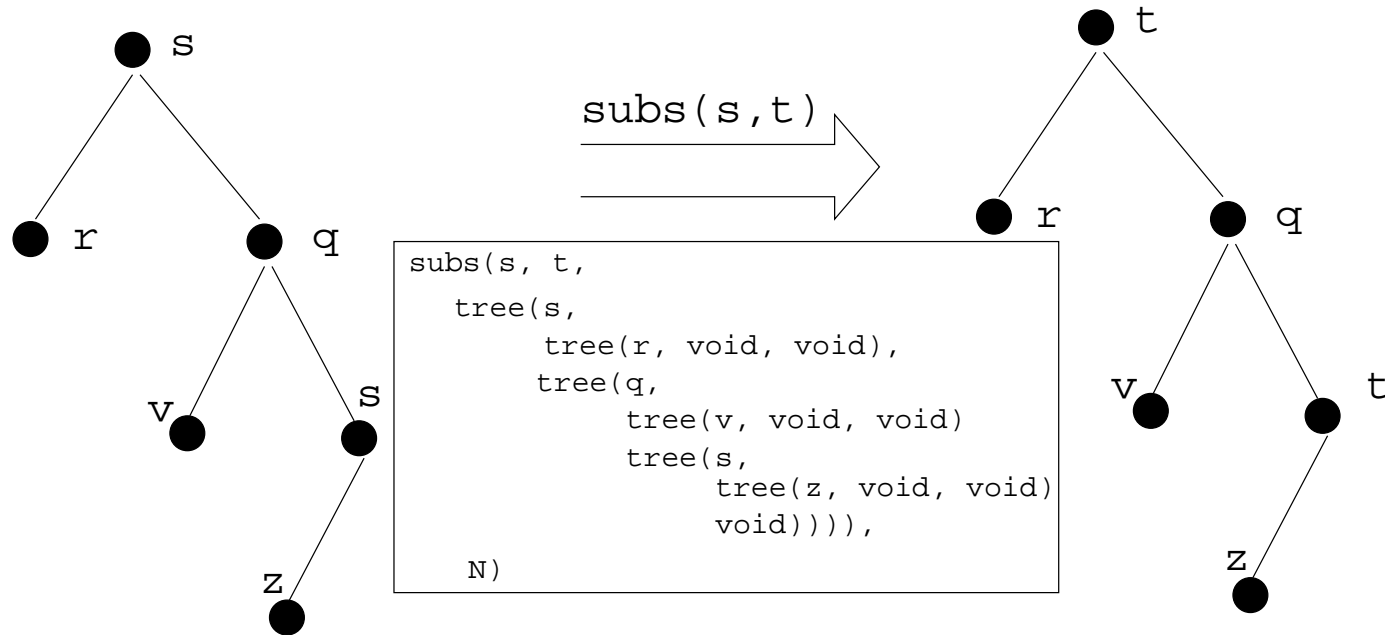 s
t
subs(s,t)
r
q
r
q
subs(s, t,
tree(s,
tree(r, void, void),
tree(q,
v
s
v
t
tree(v, void, void)
tree(s,
tree(z, void, void)
void)))),
z
N)
z